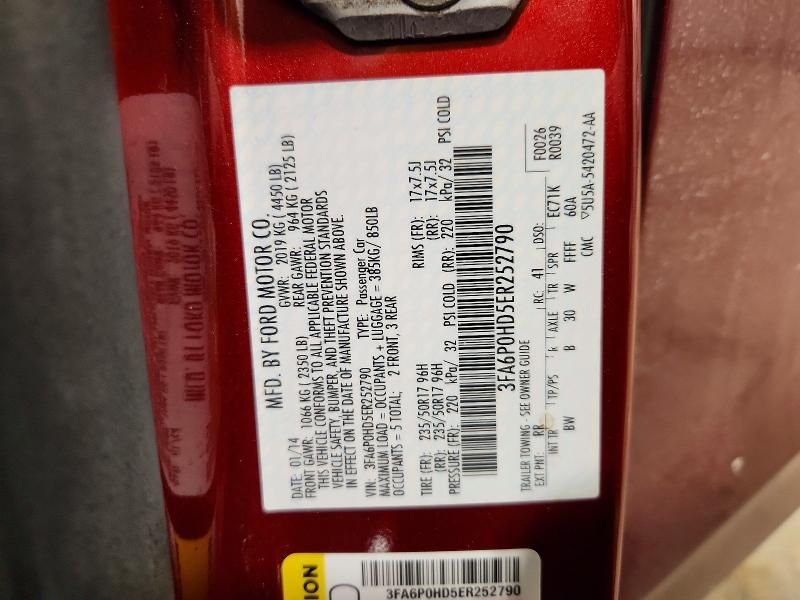 MFD. BY FORD MOTOR CO.
DATE: 01/14 GVWR: 2019 KG ( 4450 LB)
FRONT GAWR: 1066 KG ( 2350 LB) REAR GAWR: 964 KG ( 2125 LB)
THIS VEHICLE CONFORMS TO ALL APPLICABLE FEDERAL MOTOR
VEHICLE SAFETY, BUMPER, AND THEFT PREVENTION STANDARDS
IN EFFECT ON THE DATE OF MANUFACTURE SHOWN ABOVE.
VIN: 3FA6P0HD5ER252790 TYPE: Passenger Car
MAXIMUM LOAD = OCCUPANTS + LUGGAGE = 385KG/ 850LB
OCCUPANTS = 5 TOTAL: 2 FRONT, 3 REAR
TIRE (FR): 235/50R17 96H RIMS (FR): 17x7.5J
(RR): 235/50R17 96H (RR): 17x7.5J
PRESSURE (FR): 220 kPa/ 32 PSI COLD (RR): 220 kPa/ 32 PSI COLD
3FA6P0HD5ER252790
TRAILER TOWING - SEE OWNER GUIDE
EXT PNT: RR RC: 41 DSO: F0026
R0039
INT TR TP/PS R AXLE TR SPR EC71K
BW B 30 W FFFF 60A
CMC ▽5U5A-5420472-AA
ION
3FA6P0HD5ER252790